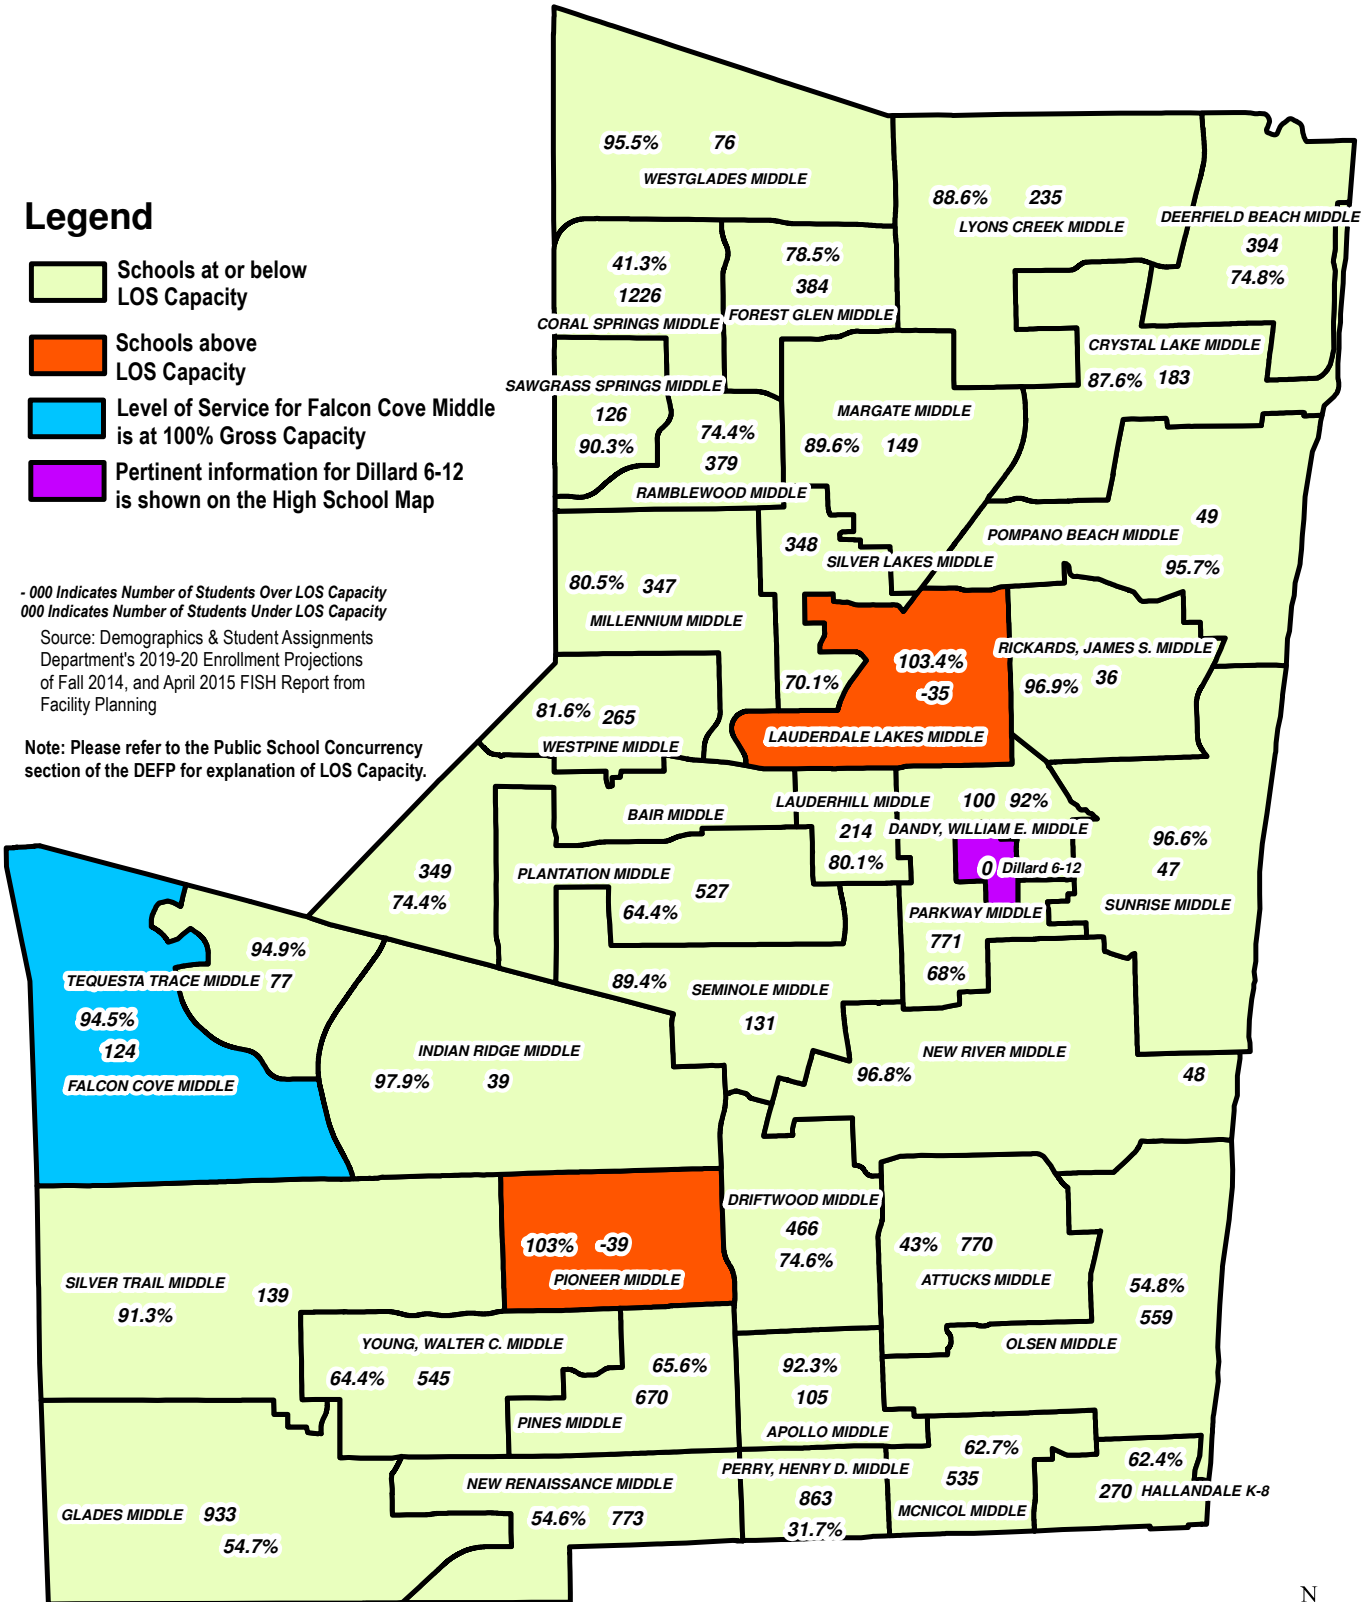 95.5% 76
WESTGLADES MIDDLE
88.6% 235
LYONS CREEK MIDDLE
DEERFIELD BEACH MIDDLE
394
74.8%
Legend
Schools at or below
LOS Capacity
Schools above
LOS Capacity
Level of Service for Falcon Cove Middle
is at 100% Gross Capacity
Pertinent information for Dillard 6-12
is shown on the High School Map
- 000 Indicates Number of Students Over LOS Capacity
000 Indicates Number of Students Under LOS Capacity
Source: Demographics & Student Assignments
Department's 2019-20 Enrollment Projections
of Fall 2014, and April 2015 FISH Report from
Facility Planning
Note: Please refer to the Public School Concurrency
section of the DEFP for explanation of LOS Capacity.
41.3%
1226
CORAL SPRINGS MIDDLE
78.5%
384
FOREST GLEN MIDDLE
CRYSTAL LAKE MIDDLE
87.6% 183
SAWGRASS SPRINGS MIDDLE
126
90.3%
74.4%
379
RAMBLEWOOD MIDDLE
MARGATE MIDDLE
89.6% 149
49
POMPANO BEACH MIDDLE
95.7%
348
SILVER LAKES MIDDLE
70.1%
80.5% 347
MILLENNIUM MIDDLE
103.4%
-35
LAUDERDALE LAKES MIDDLE
RICKARDS, JAMES S. MIDDLE
96.9% 36
81.6% 265
WESTPINE MIDDLE
BAIR MIDDLE
349
74.4%
LAUDERHILL MIDDLE
214
80.1%
100 92%
DANDY, WILLIAM E. MIDDLE
0 Dillard 6-12
96.6%
47
SUNRISE MIDDLE
PLANTATION MIDDLE
527
64.4%
PARKWAY MIDDLE
771
68%
94.9%
TEQUESTA TRACE MIDDLE 77
94.5%
124
FALCON COVE MIDDLE
89.4%
SEMINOLE MIDDLE
131
INDIAN RIDGE MIDDLE
97.9% 39
NEW RIVER MIDDLE
96.8% 48
DRIFTWOOD MIDDLE
466
74.6%
43% 770
ATTUCKS MIDDLE
103% -39
PIONEER MIDDLE
SILVER TRAIL MIDDLE
139
91.3%
54.8%
559
OLSEN MIDDLE
YOUNG, WALTER C. MIDDLE
64.4% 545
65.6%
670
PINES MIDDLE
92.3%
105
APOLLO MIDDLE
62.7%
535
MCNICOL MIDDLE
62.4%
270 HALLANDALE K-8
NEW RENAISSANCE MIDDLE
54.6% 773
PERRY, HENRY D. MIDDLE
863
31.7%
GLADES MIDDLE 933
54.7%
N